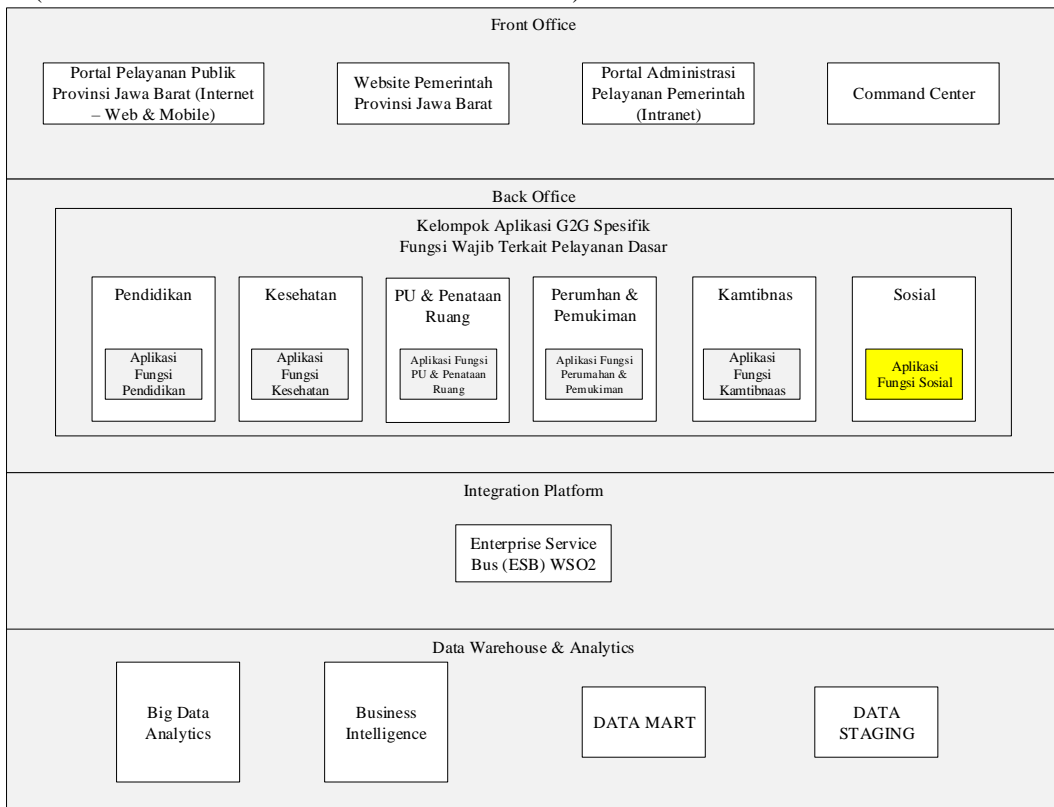 Front Office
Portal Pelayanan Publik
Provinsi Jawa Barat (Internet
– Web & Mobile)
Website Pemerintah
Provinsi Jawa Barat
Portal Administrasi
Pelayanan Pemerintah
(Intranet)
Command Center
Back Office
Kelompok Aplikasi G2G Spesifik
Fungsi Wajib Terkait Pelayanan Dasar
Pendidikan
Aplikasi
Fungsi
Pendidikan
Kesehatan
Aplikasi
Fungsi
Kesehatan
PU & Penataan
Ruang
Aplikasi Fungsi
PU & Penataan
Ruang
Perumhan &
Pemukiman
Aplikasi Fungsi
Perumahan &
Pemukiman
Kamtibnas
Aplikasi
Fungsi
Kamtibnaas
Sosial
Aplikasi
Fungsi Sosial
Integration Platform
Enterprise Service
Bus (ESB) WSO2
Data Warehouse & Analytics
Big Data
Analytics
Business
Intelligence
DATA MART
DATA
STAGING